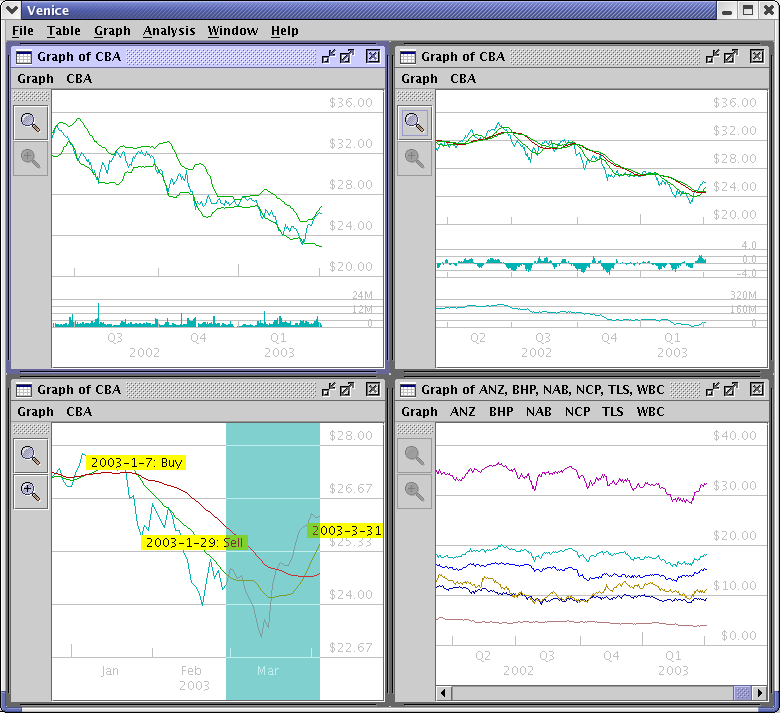 Venice
File Table Graph Analysis Window Help
Graph of CBA
Graph CBA
$36.00
$32.00
$28.00
$24.00
$20.00
24M
12M
0
Q3 Q4 Q1
2002 2003
Graph of CBA
Graph CBA
$36.00
$32.00
$28.00
$24.00
$20.00
4.0
0.0
-4.0
320M
160M
0
Q2 Q3 Q4 Q1
2002 2003
Graph of CBA
Graph CBA
$28.00
2003-1-7: Buy
$26.67
2003-3-31
2003-1-29: Sell
$25.33
$24.00
$22.67
Jan Feb Mar
2003
Graph of ANZ, BHP, NAB, NCP, TLS, WBC
Graph ANZ BHP NAB NCP TLS WBC
$40.00
$30.00
$20.00
$10.00
$0.00
Q2 Q3 Q4 Q1
2002 2003